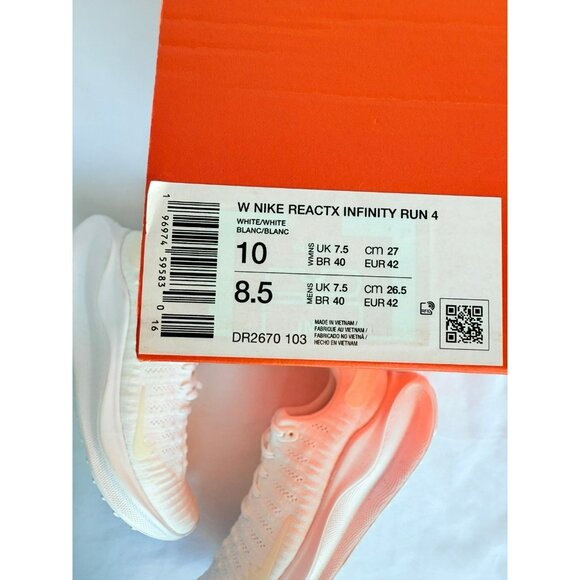 W NIKE REACTX INFINITY RUN 4
WHITE/WHITE
BLANC/BLANC
10 WMNS UK 7.5 CM 27
BR 40 EUR 42
8.5 MENS UK 7.5 CM 26.5
BR 40 EUR 42
DR2670 103
MADE IN VIETNAM/
FABRIQUE AU VIETNAM/
FABRICADO NO VIETNÃ/
HECHO EN VIETNAM
1 96974 59583 0 16